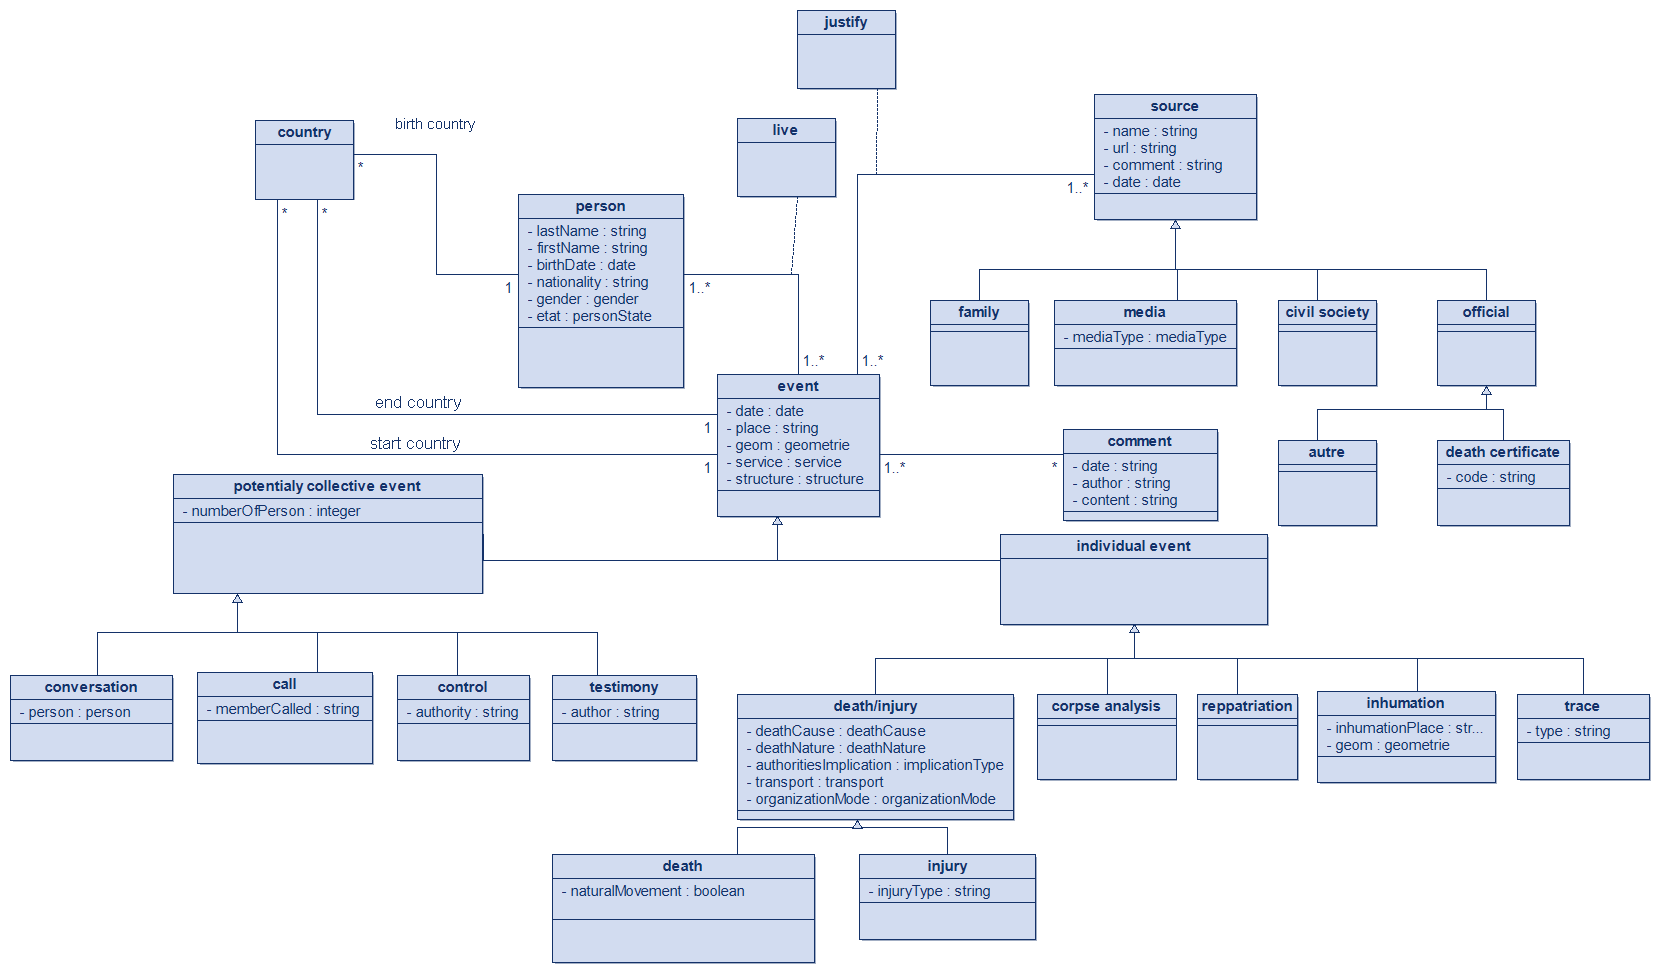 justify
source
- name : string
- url : string
- comment : string
- date : date
1..*
live
country
birth country
*
*
*
person
- lastName : string
- firstName : string
- birthDate : date
- nationality : string
- gender : gender
- etat : personState
1
1..*
family
media
- mediaType : mediaType
civil society
official
1..*
1..*
event
- date : date
- place : string
- geom : geometrie
- service : service
- structure : structure
end country
1
start country
1
1..*
*
comment
- date : string
- author : string
- content : string
autre
death certificate
- code : string
potentialy collective event
- numberOfPerson : integer
individual event
conversation
- person : person
call
- memberCalled : string
control
- authority : string
testimony
- author : string
death/injury
- deathCause : deathCause
- deathNature : deathNature
- authoritiesImplication : implicationType
- transport : transport
- organizationMode : organizationMode
corpse analysis
reppatriation
inhumation
- inhumationPlace : str...
- geom : geometrie
trace
- type : string
death
- naturalMovement : boolean
injury
- injuryType : string